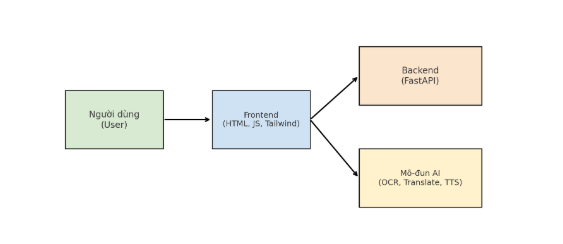 Người dùng
(User)
Frontend
(HTML, JS, Tailwind)
Backend
(FastAPI)
Mô-đun AI
(OCR, Translate, TTS)